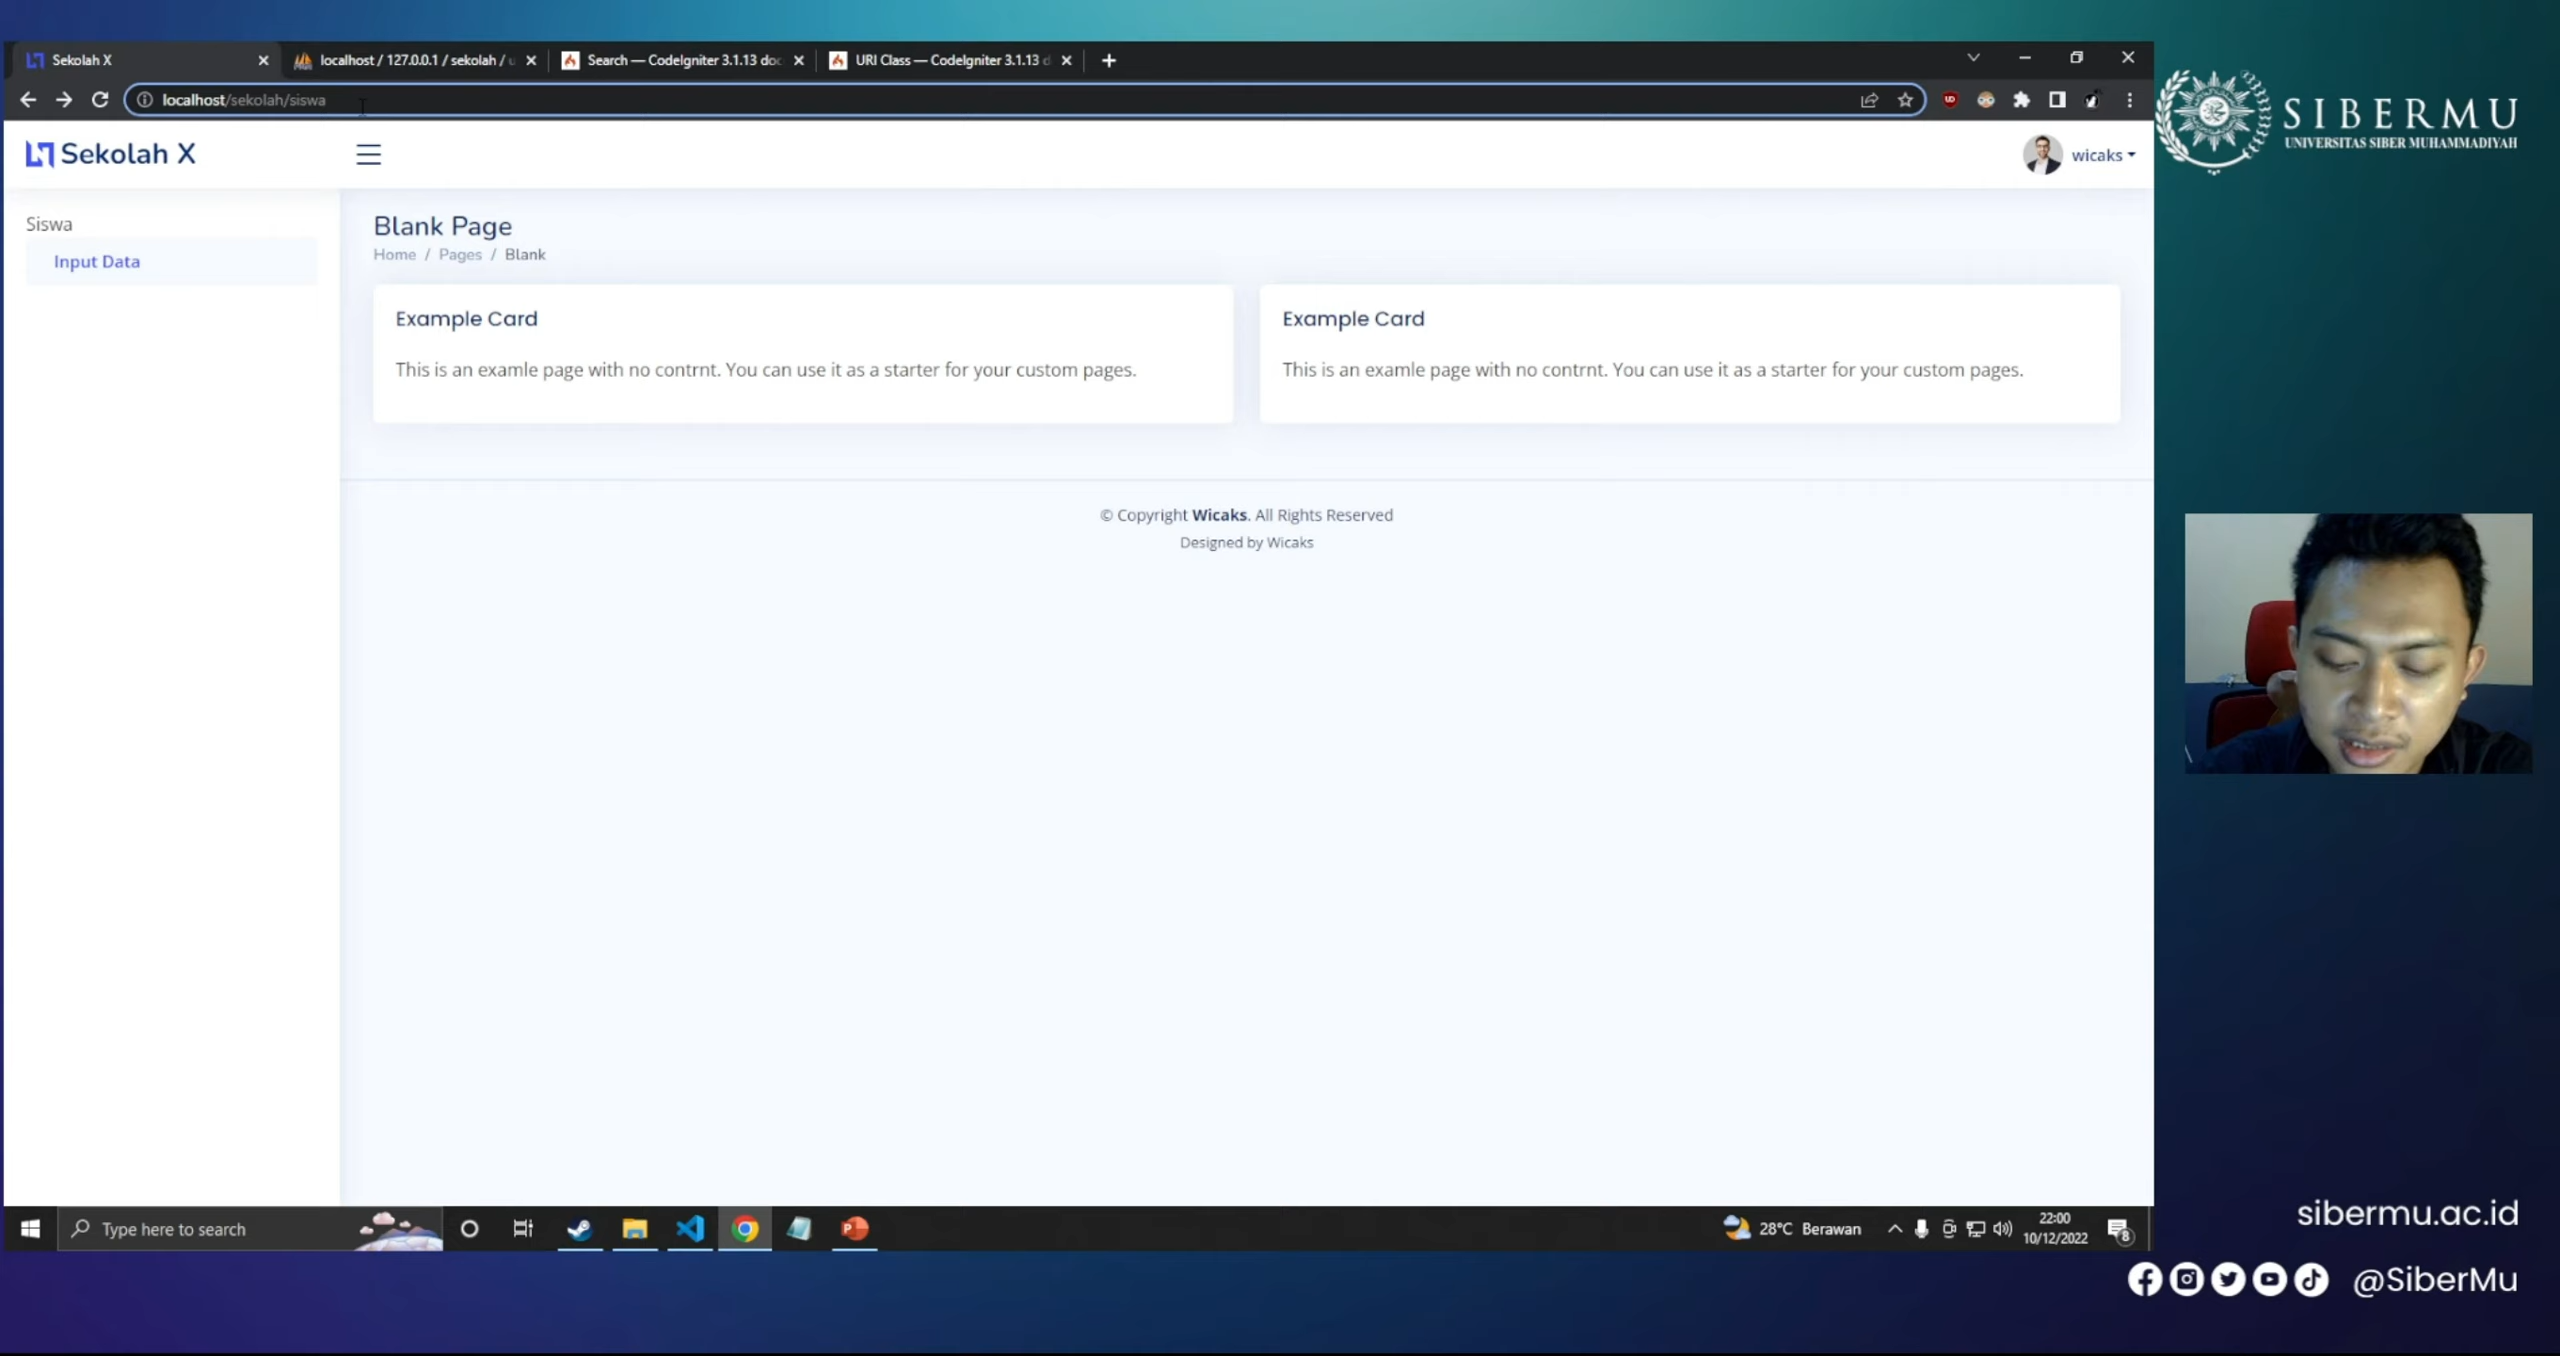 Sekolah X
localhost / 127.0.0.1 / sekolah / u
Search — CodeIgniter 3.1.13 doc
URI Class — CodeIgniter 3.1.13 d
localhost/sekolah/siswa
SIBERMU
UNIVERSITAS SIBER MUHAMMADIYAH
Sekolah X
wicaks
Siswa
Input Data
Blank Page
Home / Pages / Blank
Example Card
This is an examle page with no contrnt. You can use it as a starter for your custom pages.
Example Card
This is an examle page with no contrnt. You can use it as a starter for your custom pages.
© Copyright Wicaks. All Rights Reserved
Designed by Wicaks
Type here to search
28°C Berawan
22:00
10/12/2022
8
sibermu.ac.id
@SiberMu